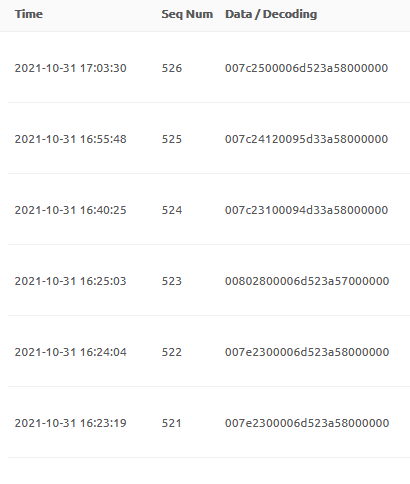 Time Seq Num Data / Decoding
2021-10-31 17:03:30 526 007c2500006d523a58000000
2021-10-31 16:55:48 525 007c24120095d33a58000000
2021-10-31 16:40:25 524 007c23100094d33a58000000
2021-10-31 16:25:03 523 00802800006d523a57000000
2021-10-31 16:24:04 522 007e2300006d523a58000000
2021-10-31 16:23:19 521 007e2300006d523a58000000